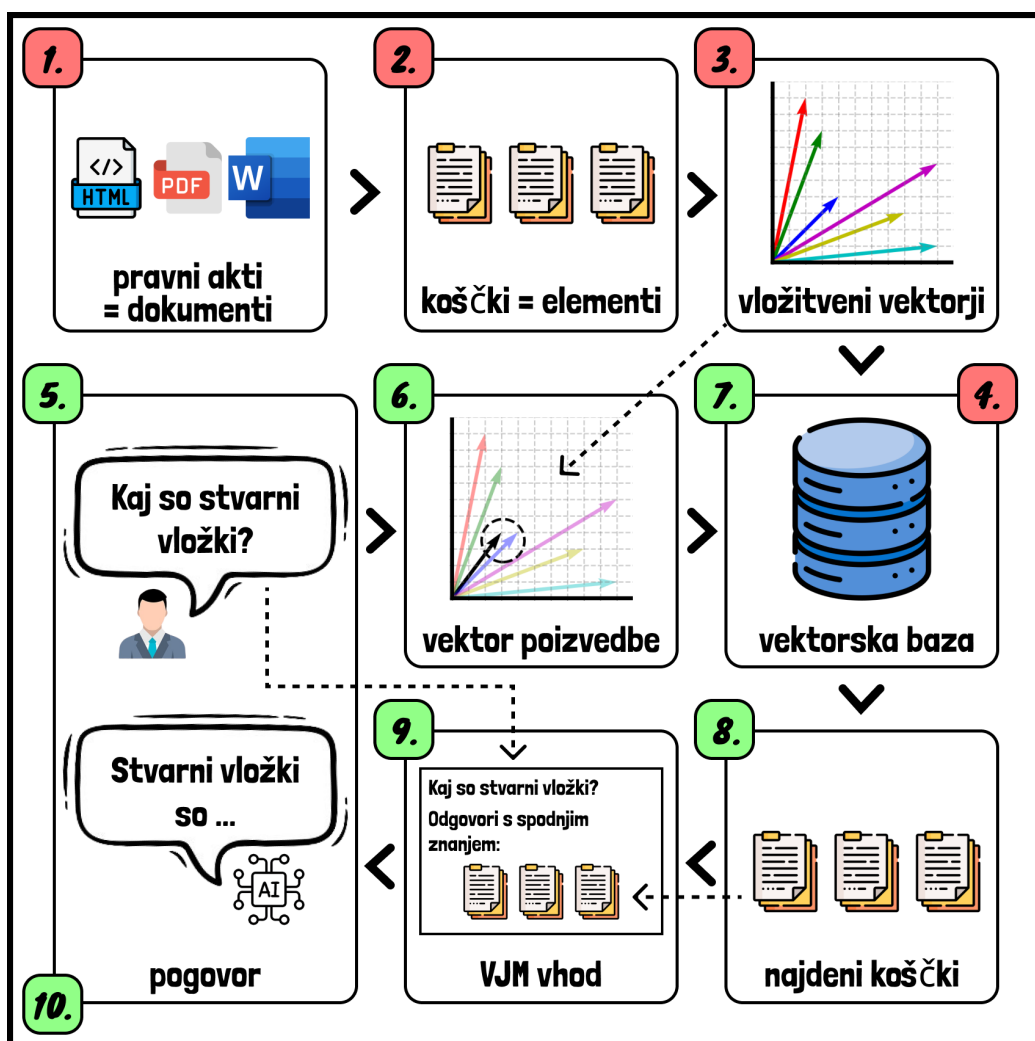 1.
</>
HTML
PDF
W
pravni akti
= dokumenti
2.
koščki = elementi
3.
vložitveni vektorji
5.
Kaj so stvarni
vložki?
6.
vektor poizvedbe
7.
4.
vektorska baza
Stvarni vložki
so ...
AI
pogovor
10.
9.
Kaj so stvarni vložki?
Odgovori s spodnjim
znanjem:
VJM vhod
8.
najdeni koščki